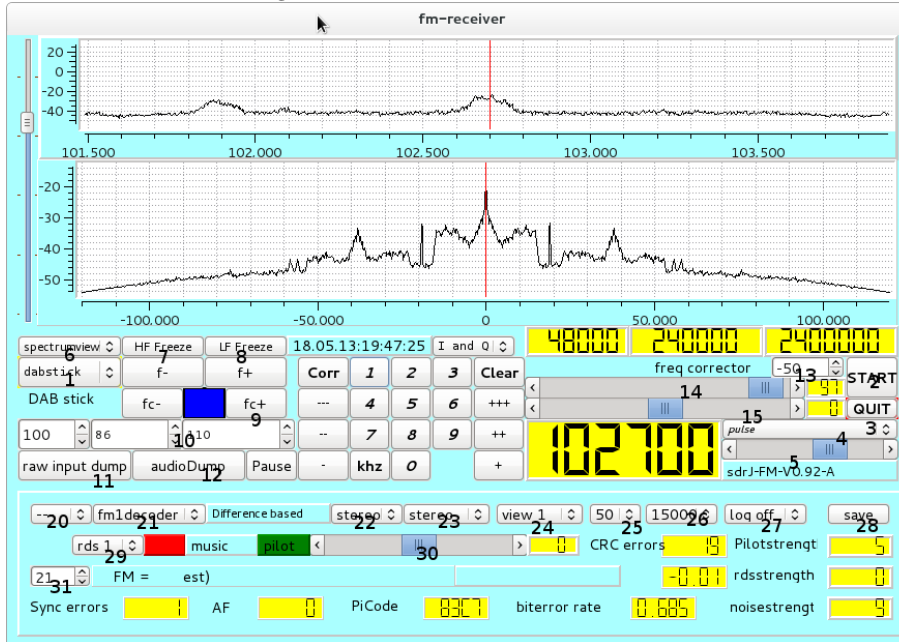 fm-receiver
20
0
-20
-40
101.500 102.000 102.500 103.000 103.500
-20
-30
-40
-50
-100.000 -50.000 0 50.000 100.000
spectrumview HF Freeze LF Freeze 18.05.13:19:47:25 I and Q 48000 240000 2400000
6 7 8
dabstick f- f+ Corr 1 2 3 Clear freq corrector -50 13 START
1 14 97 2
DAB stick fc- fc+ --- 4 5 6 +++ 0 QUIT
9 15
100 86 110 -- 7 8 9 ++ 102700 pulse 3
10 4
raw input dump audioDump Pause - khz 0 + 5 sdrJ-FM-V0.92-A
11 12
-- fm1decoder Difference based stereo stereo view 1 50 15000 log off save
20 21 22 23 24 25 26 27 28
rds 1 music pilot 0 CRC errors 19 Pilotstrengt 5
29 30
21 FM = est) -0.01 rdsstrength 0
31
Sync errors 1 AF 0 PiCode 83C7 biterror rate 0.685 noisestrengt 9